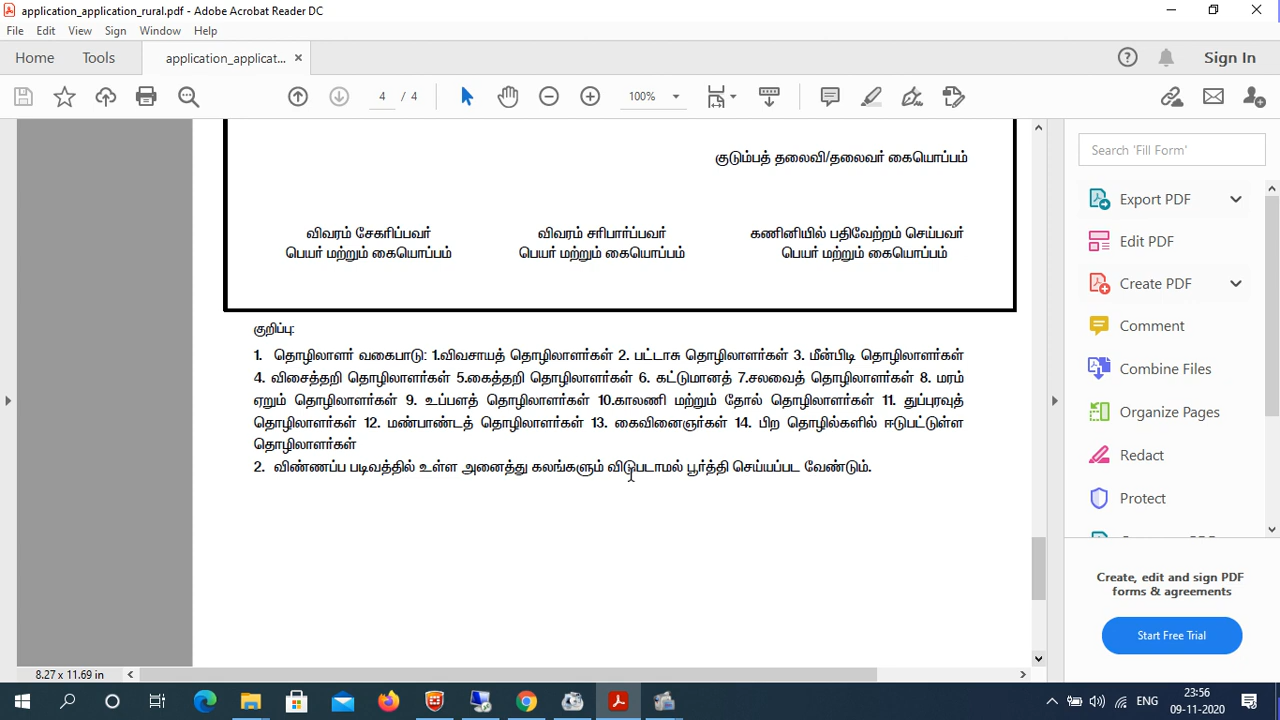 application_application_rural.pdf - Adobe Acrobat Reader DC
File Edit View Sign Window Help
Home Tools application_applicat... ×
Sign In
4 / 4 100%
Search 'Fill Form'
Export PDF
Edit PDF
Create PDF
Comment
Combine Files
Organize Pages
Redact
Protect
Create, edit and sign PDF
forms & agreements
Start Free Trial
குடும்பத் தலைவி/தலைவர் கையொப்பம்
விவரம் சேகரிப்பவர் விவரம் சரிபார்ப்பவர் கணினியில் பதிவேற்றம் செய்பவர்
பெயர் மற்றும் கையொப்பம் பெயர் மற்றும் கையொப்பம் பெயர் மற்றும் கையொப்பம்
குறிப்பு:
1. தொழிலாளர் வகைபாடு: 1.விவசாயத் தொழிலாளர்கள் 2. பட்டாசு தொழிலாளர்கள் 3. மீன்பிடி தொழிலாளர்கள்
4. விசைத்தறி தொழிலாளர்கள் 5.கைத்தறி தொழிலாளர்கள் 6. கட்டுமானத் 7.சலவைத் தொழிலாளர்கள் 8. மரம்
ஏறும் தொழிலாளர்கள் 9. உப்பளத் தொழிலாளர்கள் 10.காலணி மற்றும் தோல் தொழிலாளர்கள் 11. துப்புரவுத்
தொழிலாளர்கள் 12. மண்பாண்டத் தொழிலாளர்கள் 13. கைவினைஞர்கள் 14. பிற தொழில்களில் ஈடுபட்டுள்ள
தொழிலாளர்கள்
2. விண்ணப்ப படிவத்தில் உள்ள அனைத்து கலங்களும் விடுபடாமல் பூர்த்தி செய்யப்பட வேண்டும்.
8.27 x 11.69 in
ENG
23:56
09-11-2020